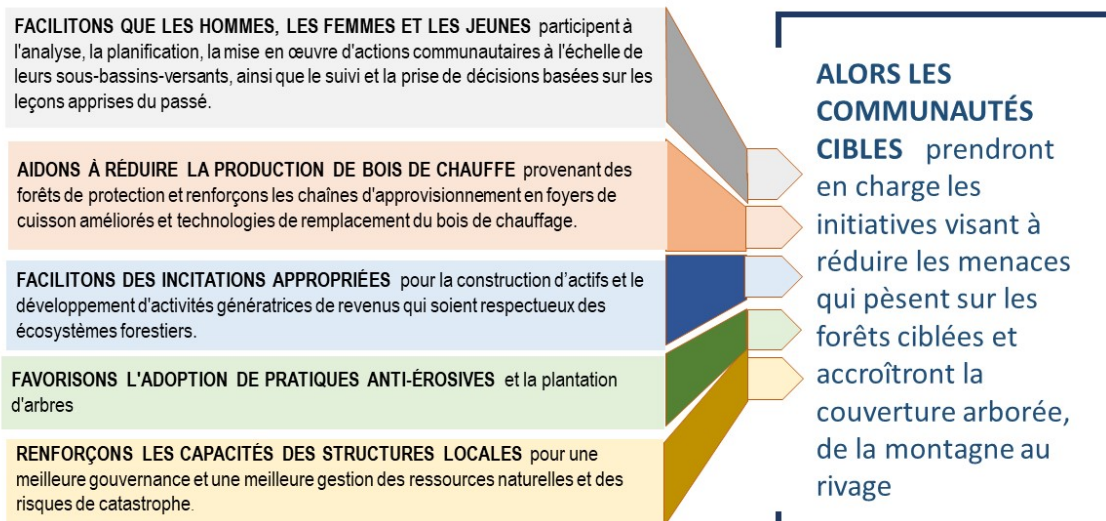 FACILITONS QUE LES HOMMES, LES FEMMES ET LES JEUNES participent à
l'analyse, la planification, la mise en œuvre d'actions communautaires à l'échelle de
leurs sous-bassins-versants, ainsi que le suivi et la prise de décisions basées sur les
leçons apprises du passé.
AIDONS À RÉDUIRE LA PRODUCTION DE BOIS DE CHAUFFE provenant des
forêts de protection et renforçons les chaînes d'approvisionnement en foyers de
cuisson améliorés et technologies de remplacement du bois de chauffage.
FACILITONS DES INCITATIONS APPROPRIÉES pour la construction d’actifs et le
développement d'activités génératrices de revenus qui soient respectueux des
écosystèmes forestiers.
FAVORISONS L'ADOPTION DE PRATIQUES ANTI-ÉROSIVES et la plantation
d'arbres
RENFORÇONS LES CAPACITÉS DES STRUCTURES LOCALES pour une
meilleure gouvernance et une meilleure gestion des ressources naturelles et des
risques de catastrophe.
ALORS LES
COMMUNAUTÉS
CIBLES prendront
en charge les
initiatives visant à
réduire les menaces
qui pèsent sur les
forêts ciblées et
accroîtront la
couverture arborée,
de la montagne au
rivage